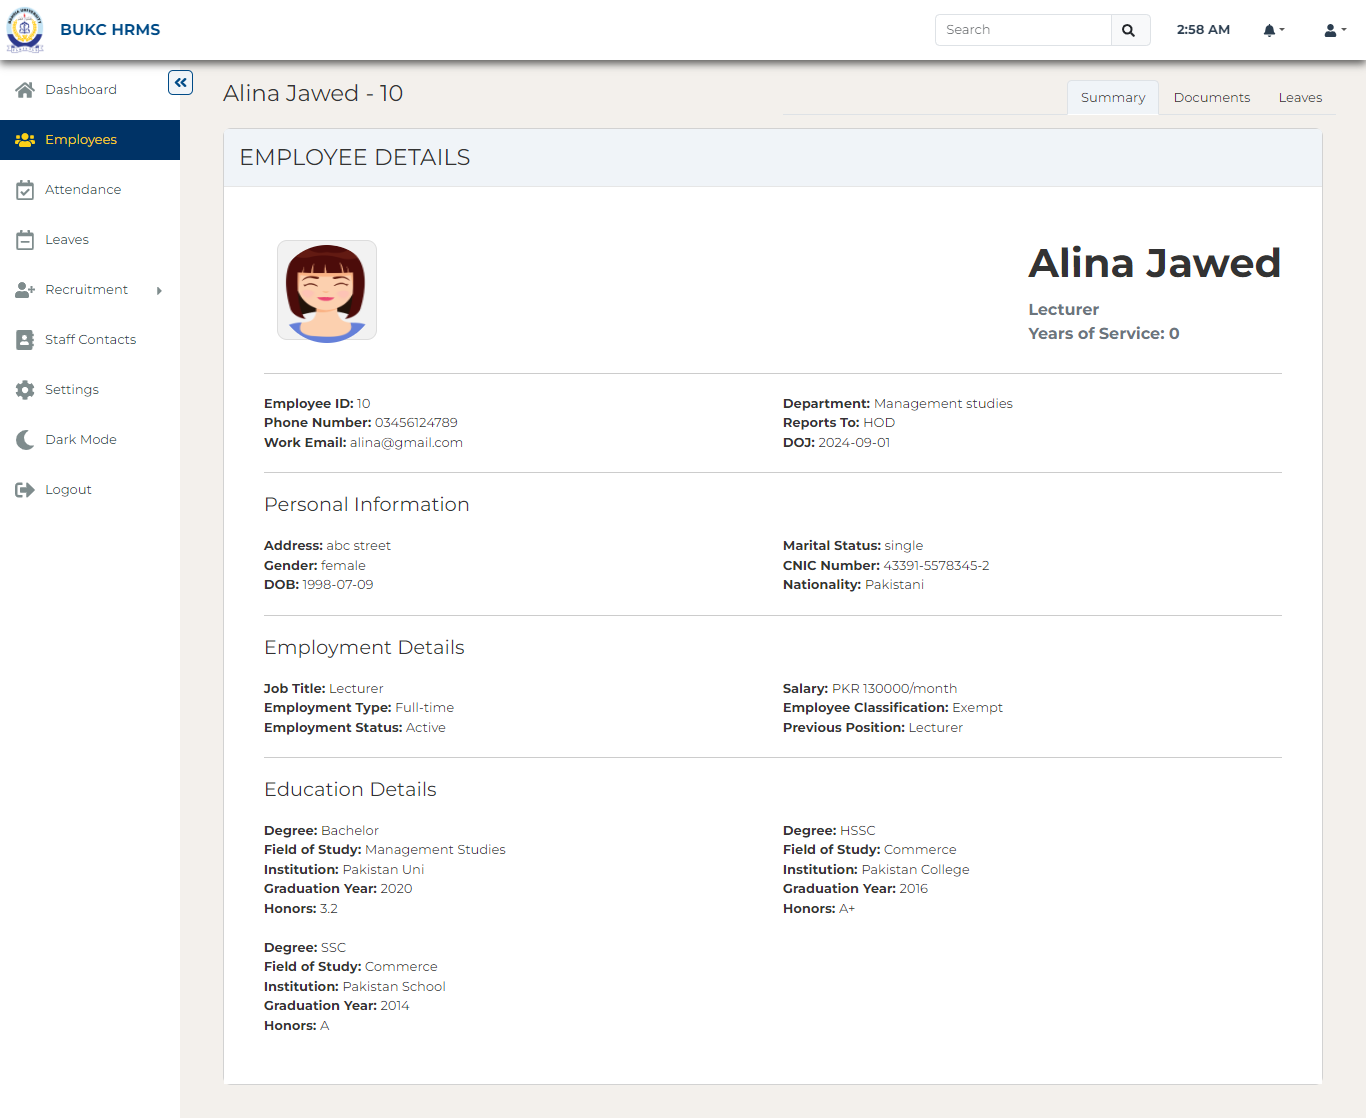 BUKC HRMS
Search
2:58 AM
Dashboard
Employees
Attendance
Leaves
Recruitment
Staff Contacts
Settings
Dark Mode
Logout
Alina Jawed - 10
Summary
Documents
Leaves
EMPLOYEE DETAILS
Alina Jawed
Lecturer
Years of Service: 0
Employee ID: 10
Phone Number: 03456124789
Work Email: alina@gmail.com
Department: Management studies
Reports To: HOD
DOJ: 2024-09-01
Personal Information
Address: abc street
Gender: female
DOB: 1998-07-09
Marital Status: single
CNIC Number: 43391-5578345-2
Nationality: Pakistani
Employment Details
Job Title: Lecturer
Employment Type: Full-time
Employment Status: Active
Salary: PKR 130000/month
Employee Classification: Exempt
Previous Position: Lecturer
Education Details
Degree: Bachelor
Field of Study: Management Studies
Institution: Pakistan Uni
Graduation Year: 2020
Honors: 3.2
Degree: HSSC
Field of Study: Commerce
Institution: Pakistan College
Graduation Year: 2016
Honors: A+
Degree: SSC
Field of Study: Commerce
Institution: Pakistan School
Graduation Year: 2014
Honors: A